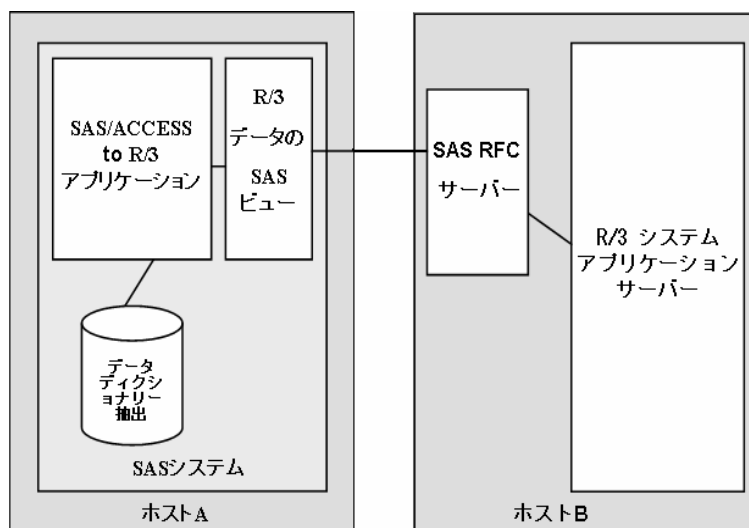 SAS/ACCESS
to R/3
アプリケーション
R/3
データの
SAS
ビュー
データ
ディクシ
ョナリー
抽出
SASシステム
ホストA
SAS RFC
サーバー
R/3 システム
アプリケーション
サーバー
ホストB